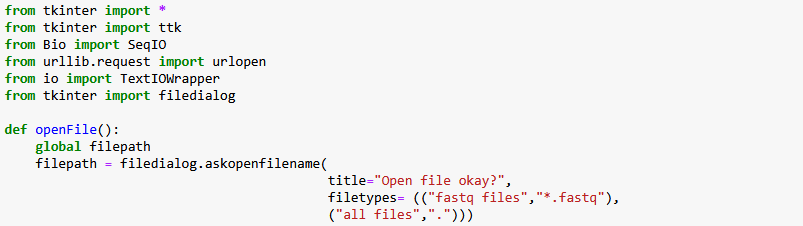 from tkinter import *
from tkinter import ttk
from Bio import SeqIO
from urllib.request import urlopen
from io import TextIOWrapper
from tkinter import filedialog
def openFile():
    global filepath
    filepath = filedialog.askopenfilename(
                                          title="Open file okay?",
                                          filetypes= (("fastq files","*.fastq"),
                                          ("all files",".")))